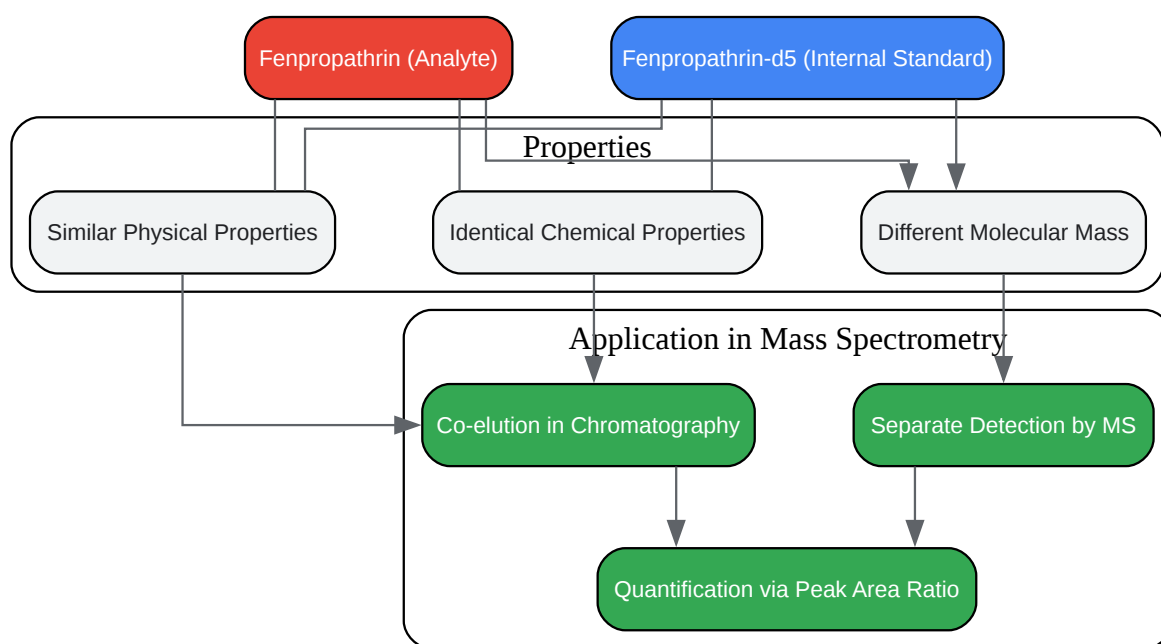 Fenpropathrin (Analyte)
Fenpropathrin-d5 (Internal Standard)
Properties
Similar Physical Properties
Identical Chemical Properties
Different Molecular Mass
Application in Mass Spectrometry
Co-elution in Chromatography
Separate Detection by MS
Quantification via Peak Area Ratio